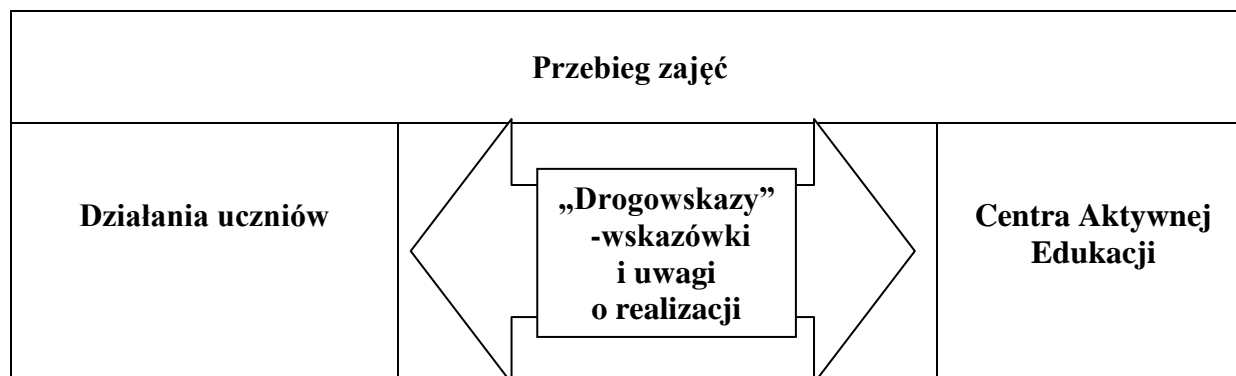 Przebieg zajęć
Działania uczniów
„Drogowskazy”
-wskazówki
i uwagi
o realizacji
Centra Aktywnej
Edukacji